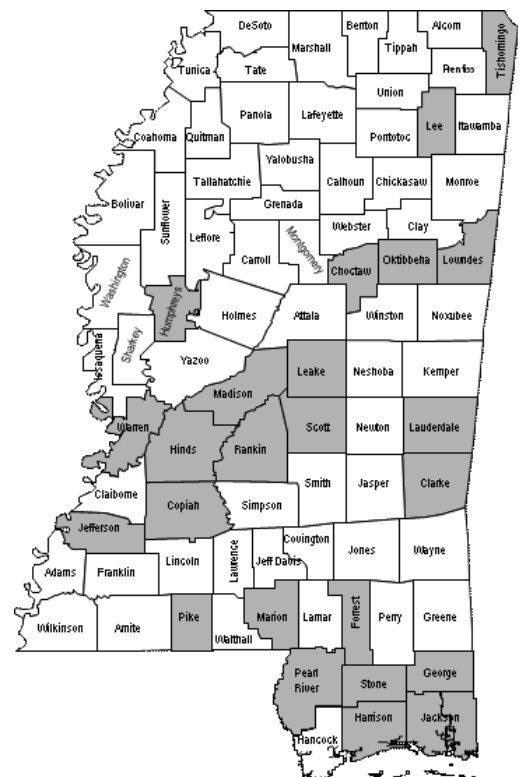 DeSoto
Benton
Alcorn
Marshall
Tippah
Tishomingo
Tunica
Tate
Prentiss
Union
Panola
Lafayette
Lee
Itawamba
Coahoma
Quitman
Pontotoc
Yalobusha
Tallahatchie
Calhoun
Chickasaw
Monroe
Bolivar
Sunflower
Grenada
Leflore
Montgomery
Webster
Clay
Carroll
Washington
Choctaw
Oktibbeha
Lowndes
Humphreys
Holmes
Attala
Winston
Noxubee
Sharkey
Issaquena
Yazoo
Leake
Neshoba
Kemper
Madison
Warren
Scott
Newton
Lauderdale
Hinds
Rankin
Claiborne
Smith
Jasper
Clarke
Copiah
Simpson
Jefferson
Covington
Jones
Wayne
Lincoln
Lawrence
Jeff Davis
Adams
Franklin
Wilkinson
Amite
Pike
Walthall
Marion
Lamar
Forrest
Perry
Greene
Pearl
River
Stone
George
Harrison
Jackson
Hancock